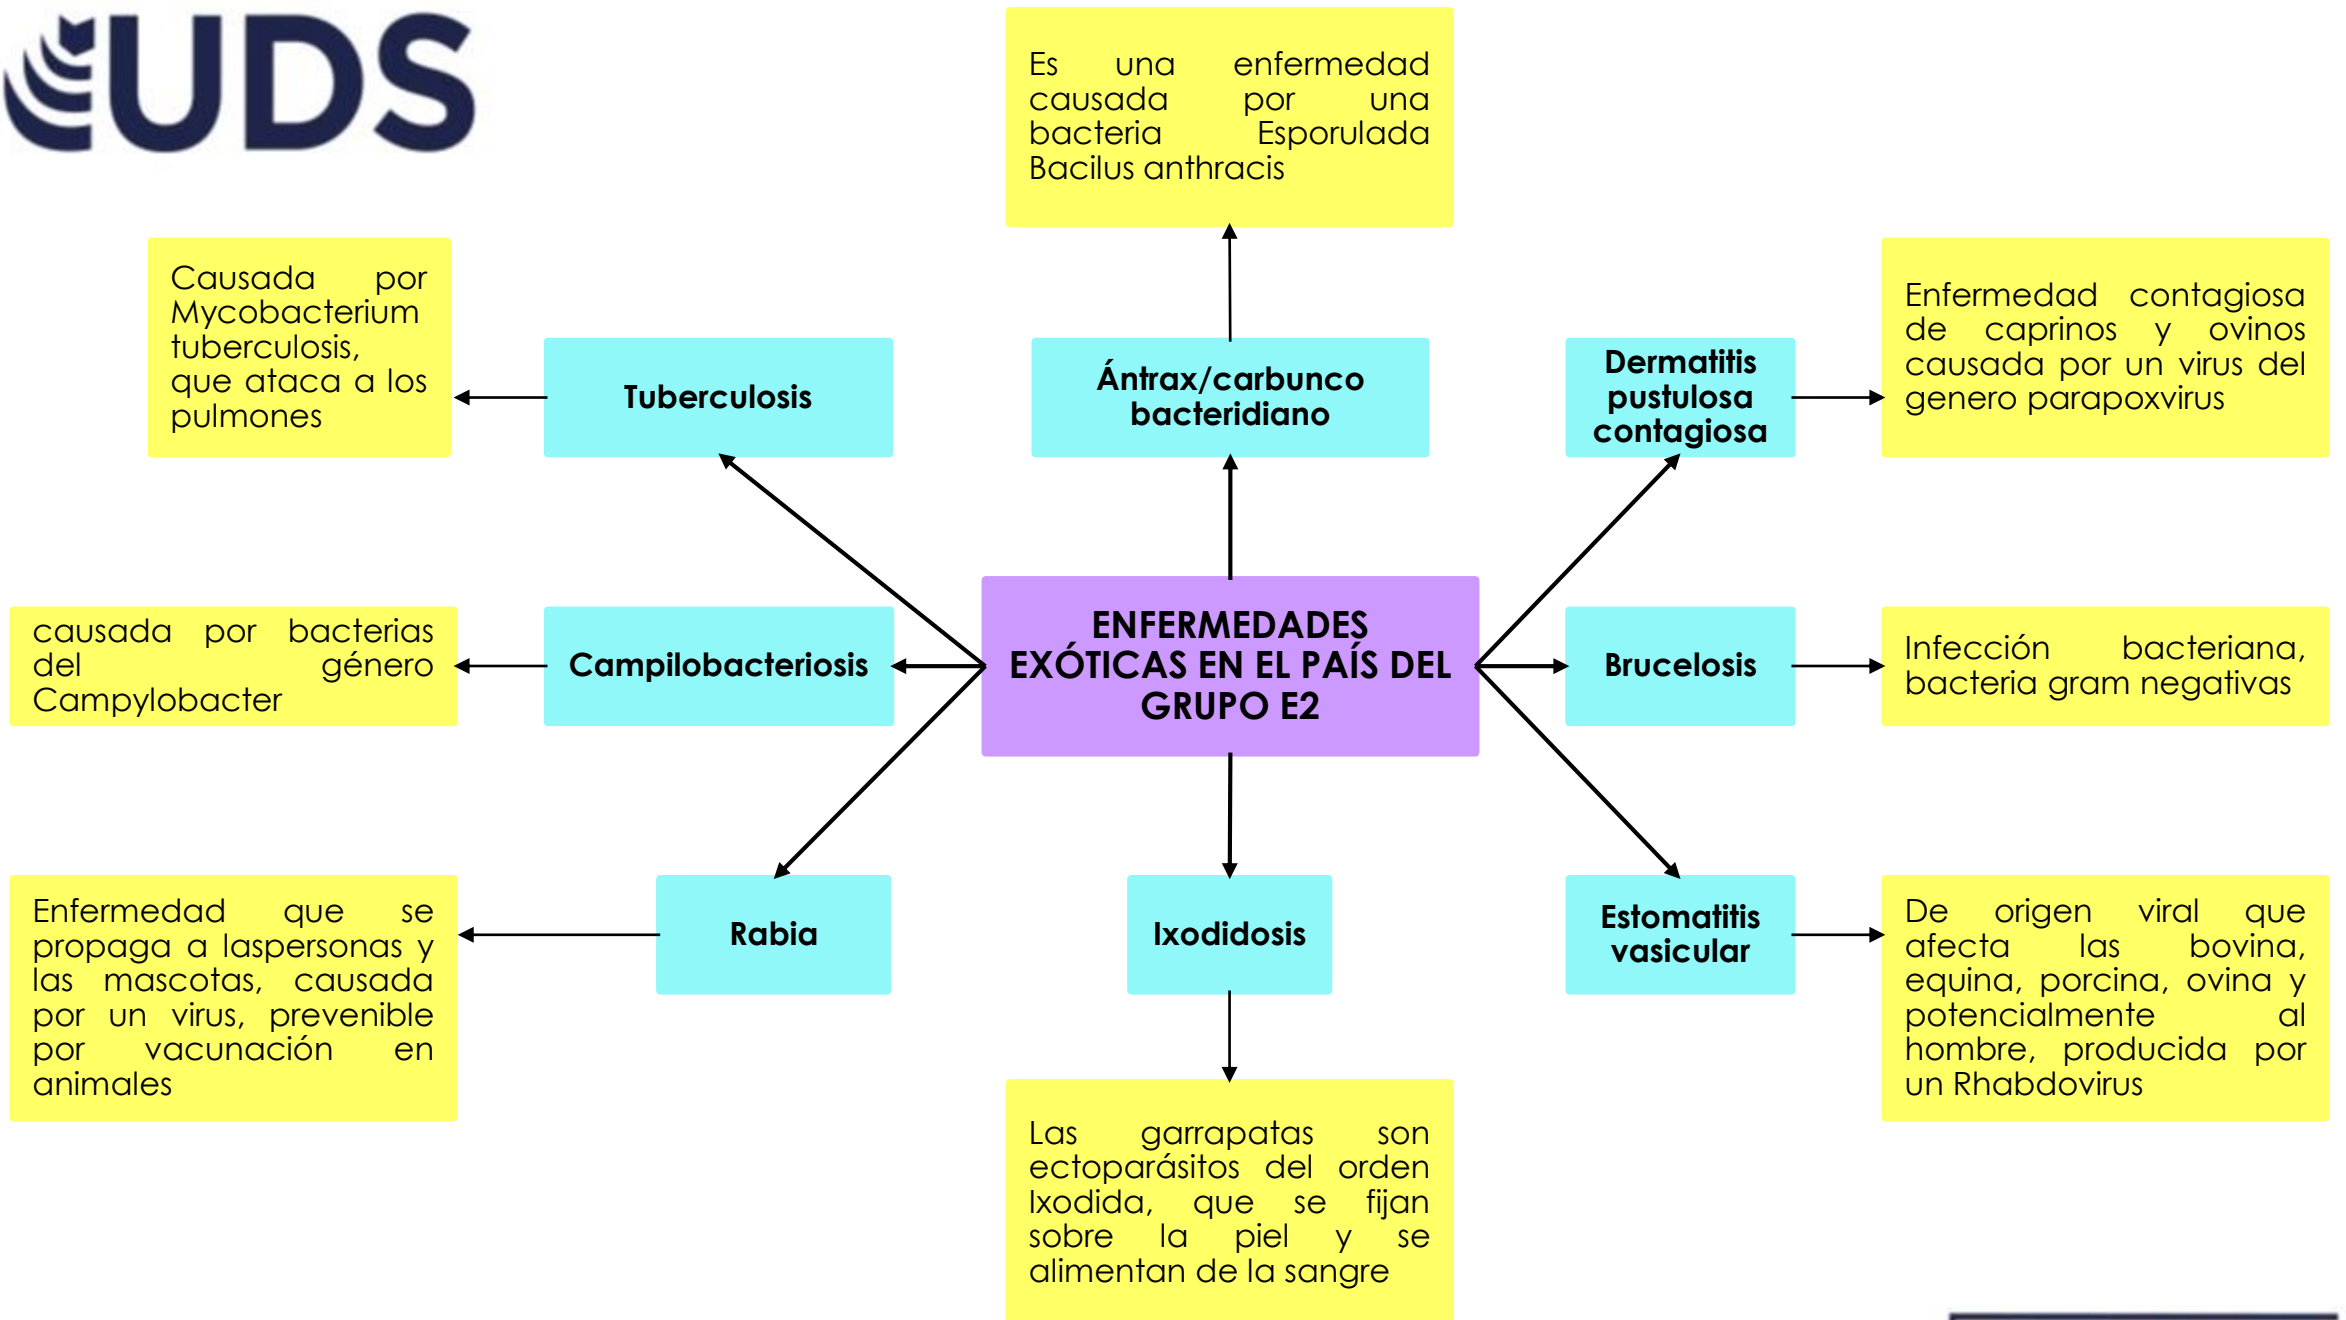 UDS
Es una enfermedad
causada por una
bacteria Esporulada
Bacilus anthracis
Causada por
Mycobacterium
tuberculosis,
que ataca a los
pulmones
Tuberculosis
Ántrax/carbunco
bacteridiano
Dermatitis
pustulosa
contagiosa
Enfermedad contagiosa
de caprinos y ovinos
causada por un virus del
genero parapoxvirus
causada por bacterias
del género
Campylobacter
Campilobacteriosis
ENFERMEDADES
EXÓTICAS EN EL PAÍS DEL
GRUPO E2
Brucelosis
Infección bacteriana,
bacteria gram negativas
Enfermedad que se
propaga a laspersonas y
las mascotas, causada
por un virus, prevenible
por vacunación en
animales
Rabia
Ixodidosis
Estomatitis
vasicular
De origen viral que
afecta las bovina,
equina, porcina, ovina y
potencialmente al
hombre, producida por
un Rhabdovirus
Las garrapatas son
ectoparásitos del orden
Ixodida, que se fijan
sobre la piel y se
alimentan de la sangre